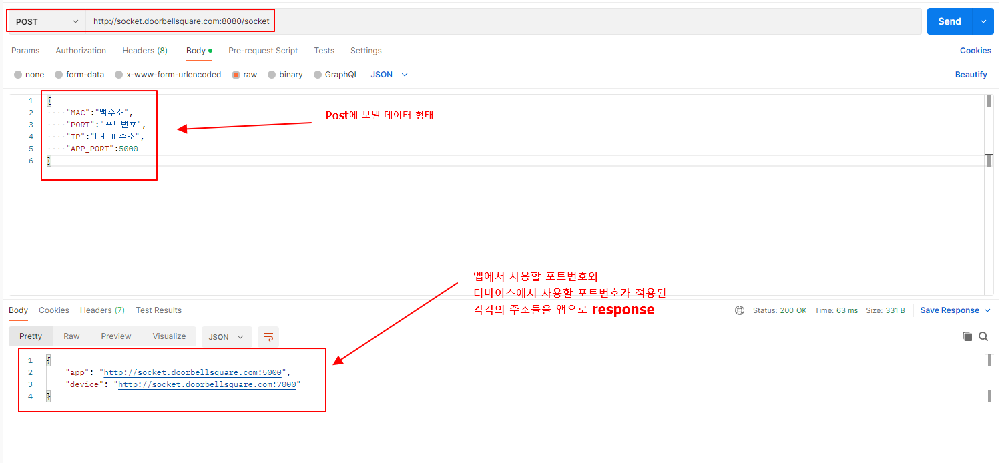 POST http://socket.doorbellsquare.com:8080/socket Send
Params Authorization Headers (8) Body Pre-request Script Tests Settings Cookies
none form-data x-www-form-urlencoded raw binary GraphQL JSON Beautify
1 {
2 "MAC":"맥주소",
3 "PORT":"포트번호",
4 "IP":"아이피주소",
5 "APP_PORT":5000
6 }
Post에 보낼 데이터 형태
앱에서 사용할 포트번호와
디바이스에서 사용할 포트번호가 적용된
각각의 주소들을 앱으로 response
Body Cookies Headers (7) Test Results Status: 200 OK Time: 63 ms Size: 331 B Save Response
Pretty Raw Preview Visualize JSON
1 {
2 "app": "http://socket.doorbellsquare.com:5000",
3 "device": "http://socket.doorbellsquare.com:7000"
4 }